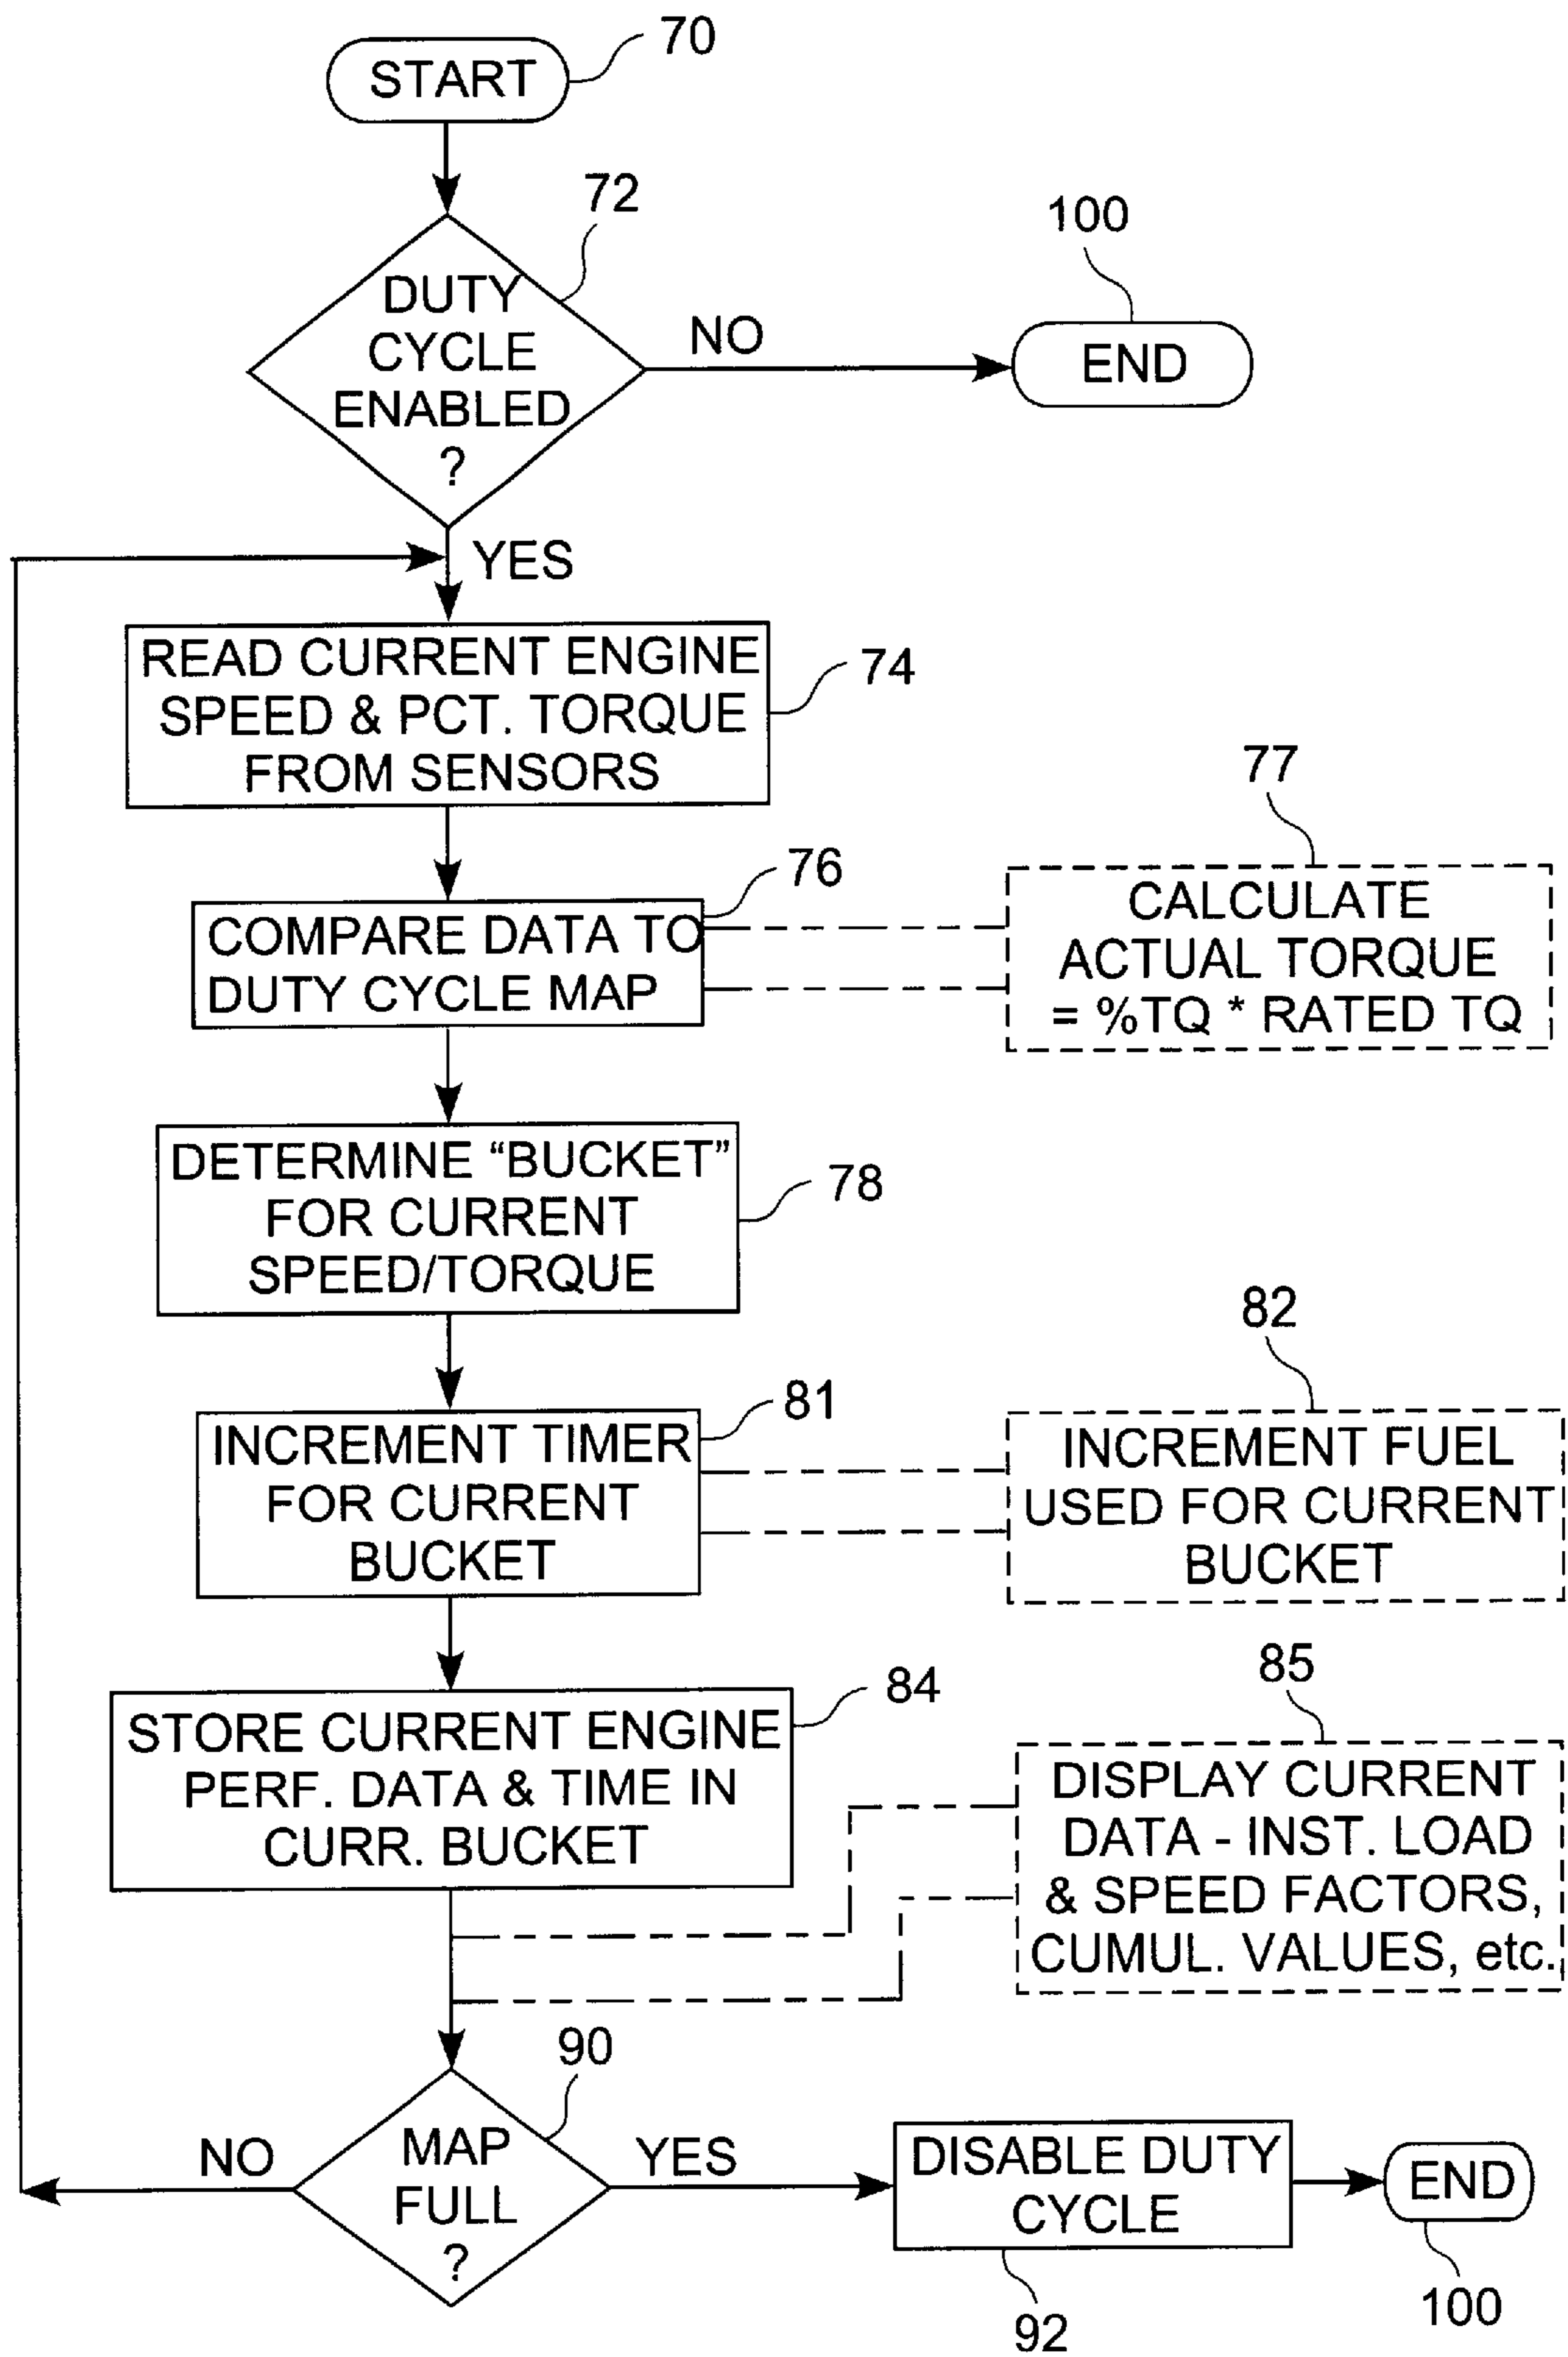 70
START
72
100
DUTY
CYCLE
ENABLED
?
NO
END
YES
READ CURRENT ENGINE
SPEED & PCT. TORQUE
FROM SENSORS
74
77
76
COMPARE DATA TO
DUTY CYCLE MAP
CALCULATE
ACTUAL TORQUE
= %TQ * RATED TQ
DETERMINE “BUCKET”
FOR CURRENT
SPEED/TORQUE
78
82
81
INCREMENT TIMER
FOR CURRENT
BUCKET
INCREMENT FUEL
USED FOR CURRENT
BUCKET
85
84
STORE CURRENT ENGINE
PERF. DATA & TIME IN
CURR. BUCKET
DISPLAY CURRENT
DATA - INST. LOAD
& SPEED FACTORS,
CUMUL. VALUES, etc.
90
NO
MAP
FULL
?
YES
DISABLE DUTY
CYCLE
END
92
100